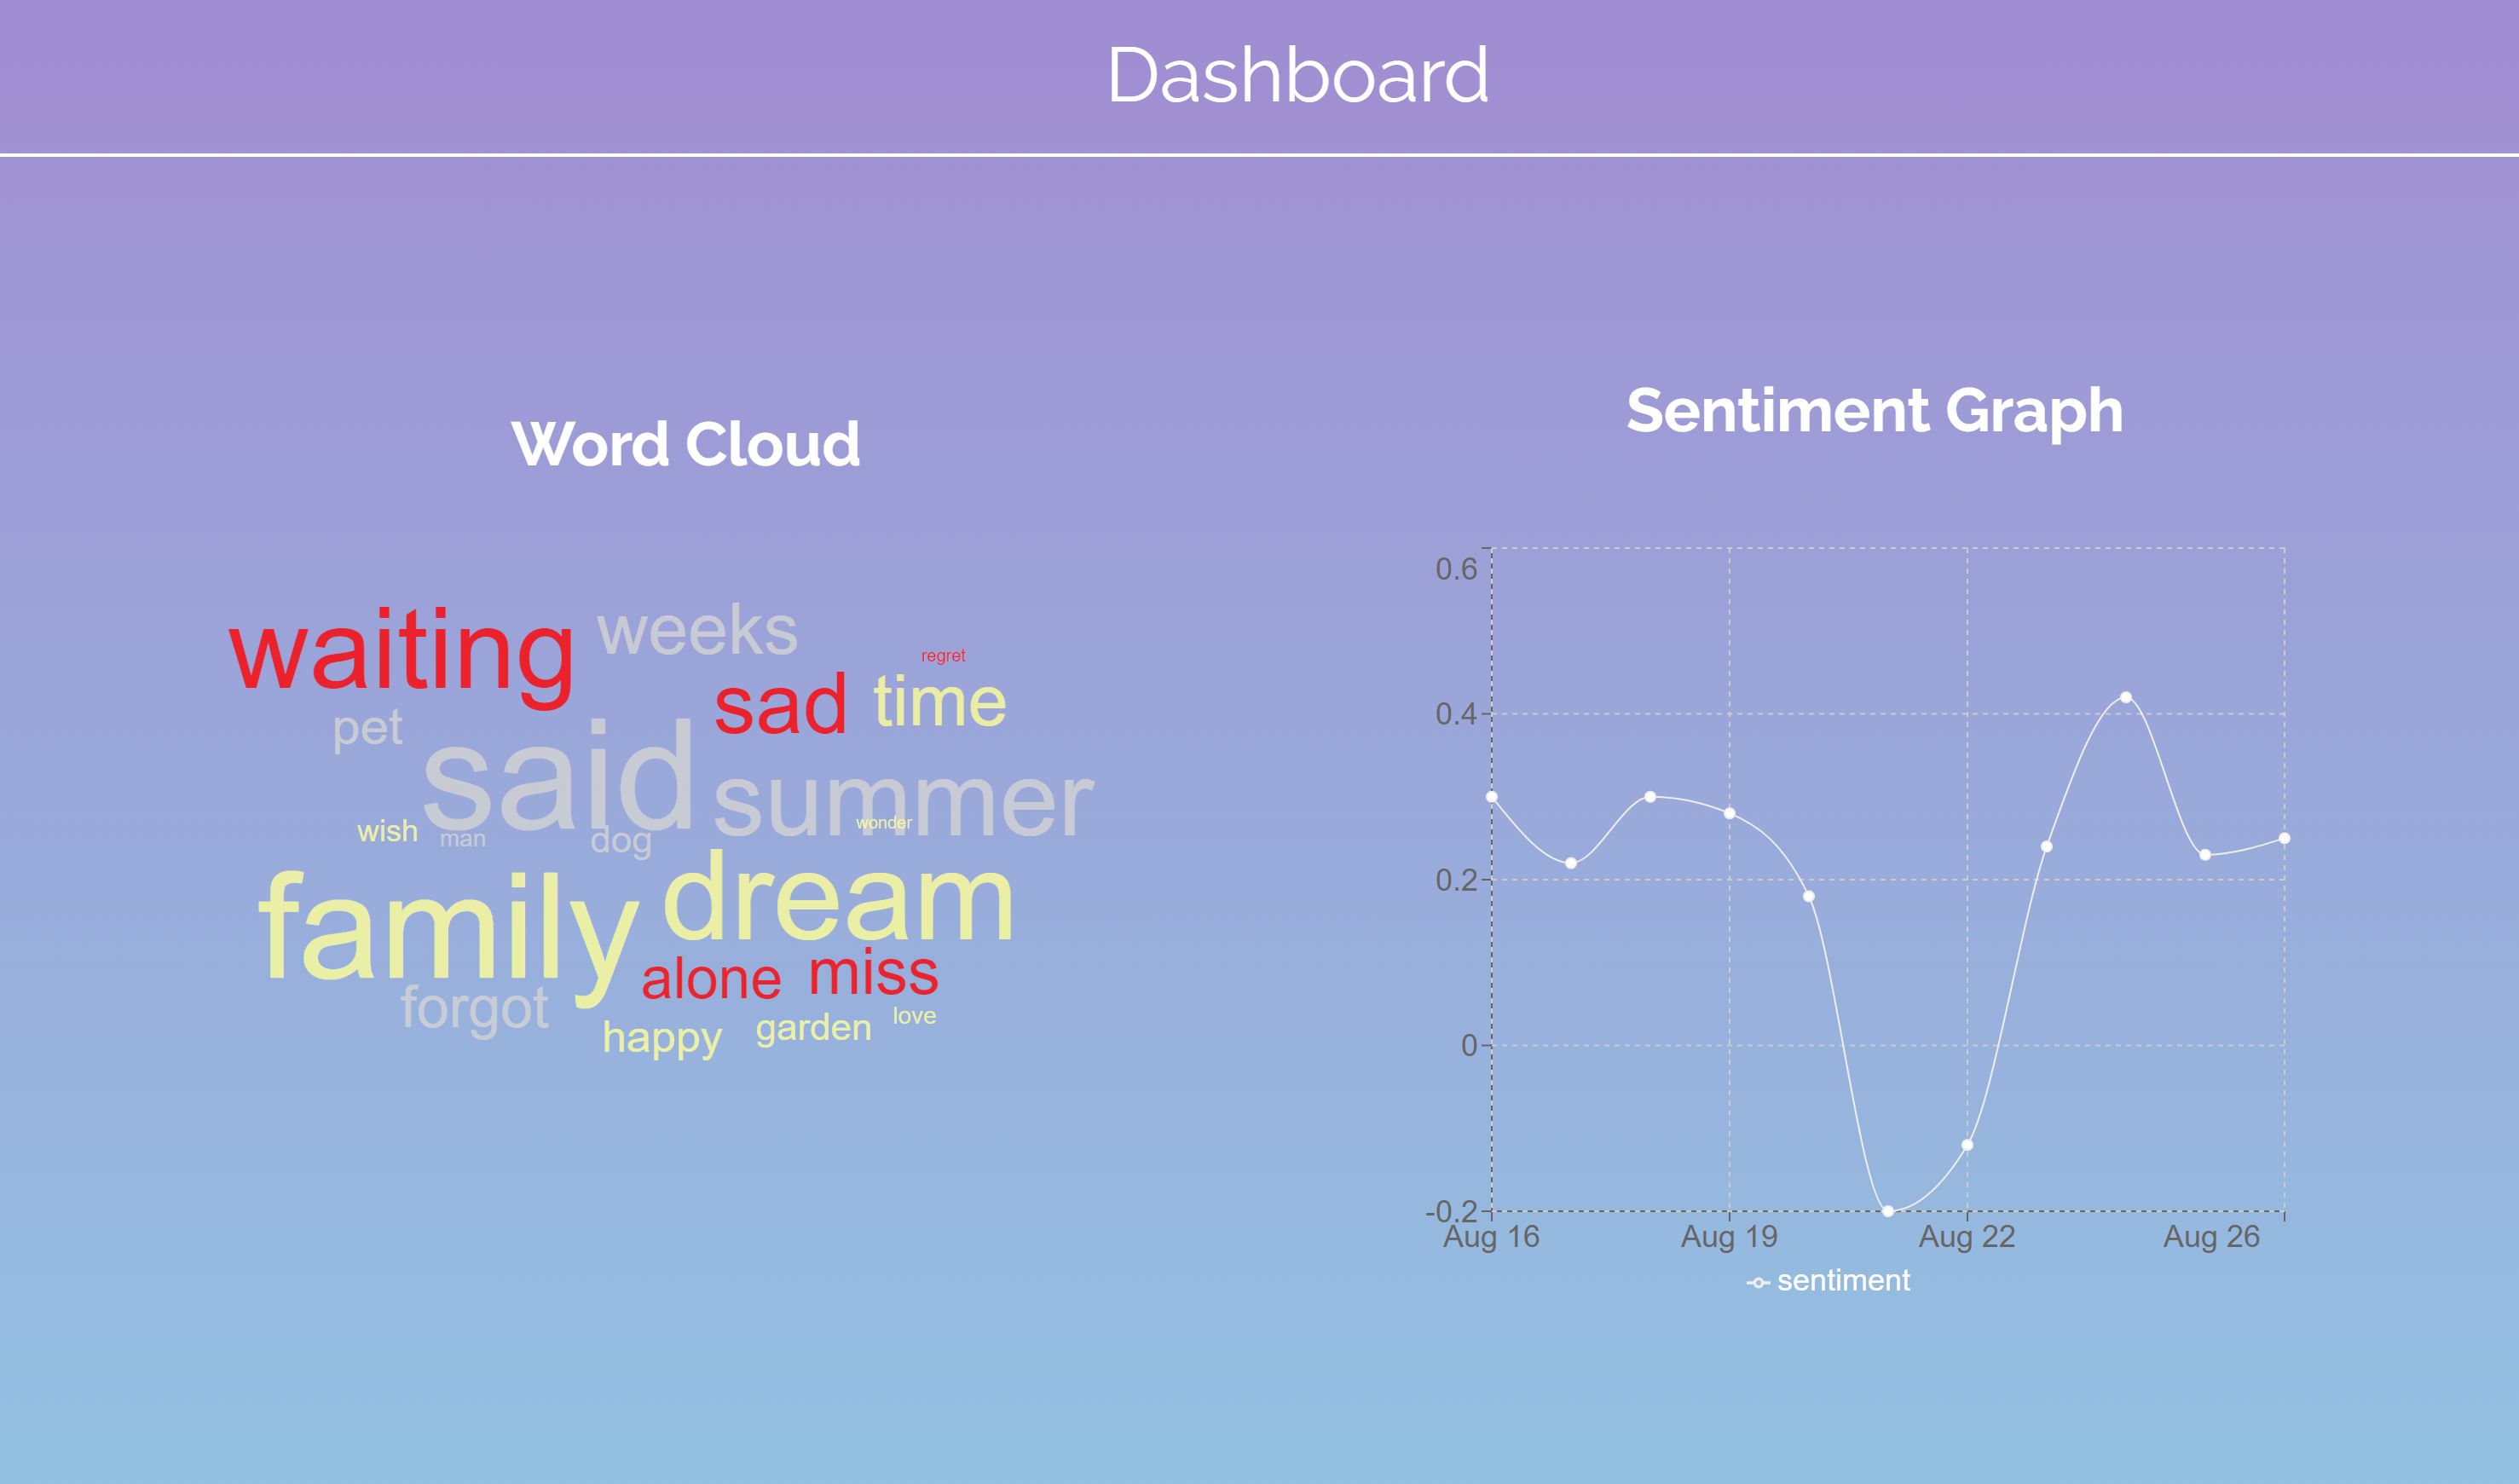 Dashboard
Word Cloud
waiting
weeks
regret
sad
time
pet
said
summer
wish
man
dog
wonder
family
dream
alone
miss
forgot
happy
garden
love
Sentiment Graph
0.6
0.4
0.2
0
-0.2
Aug 16 Aug 19 Aug 22 Aug 26
sentiment